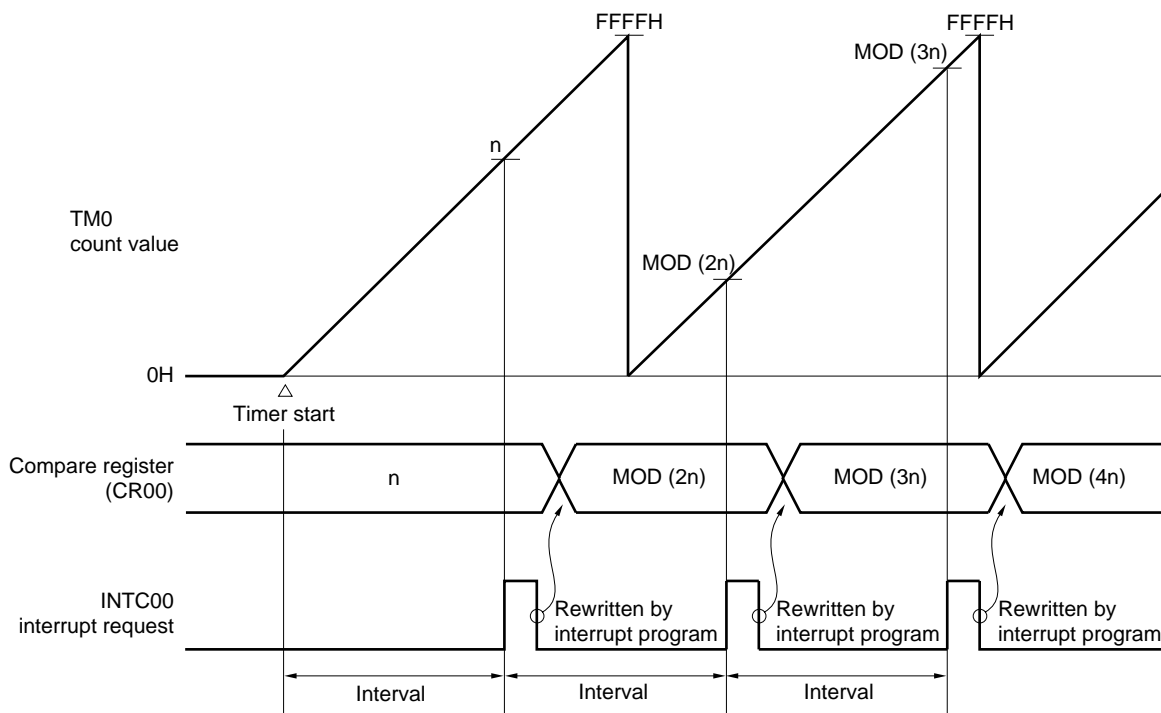 FFFFH
FFFFH
MOD (3n)
n
TM0
count value
MOD (2n)
0H
Timer start
Compare register
(CR00)
n
MOD (2n)
MOD (3n)
MOD (4n)
INTC00
interrupt request
Rewritten by
interrupt program
Rewritten by
interrupt program
Rewritten by
interrupt program
Interval
Interval
Interval